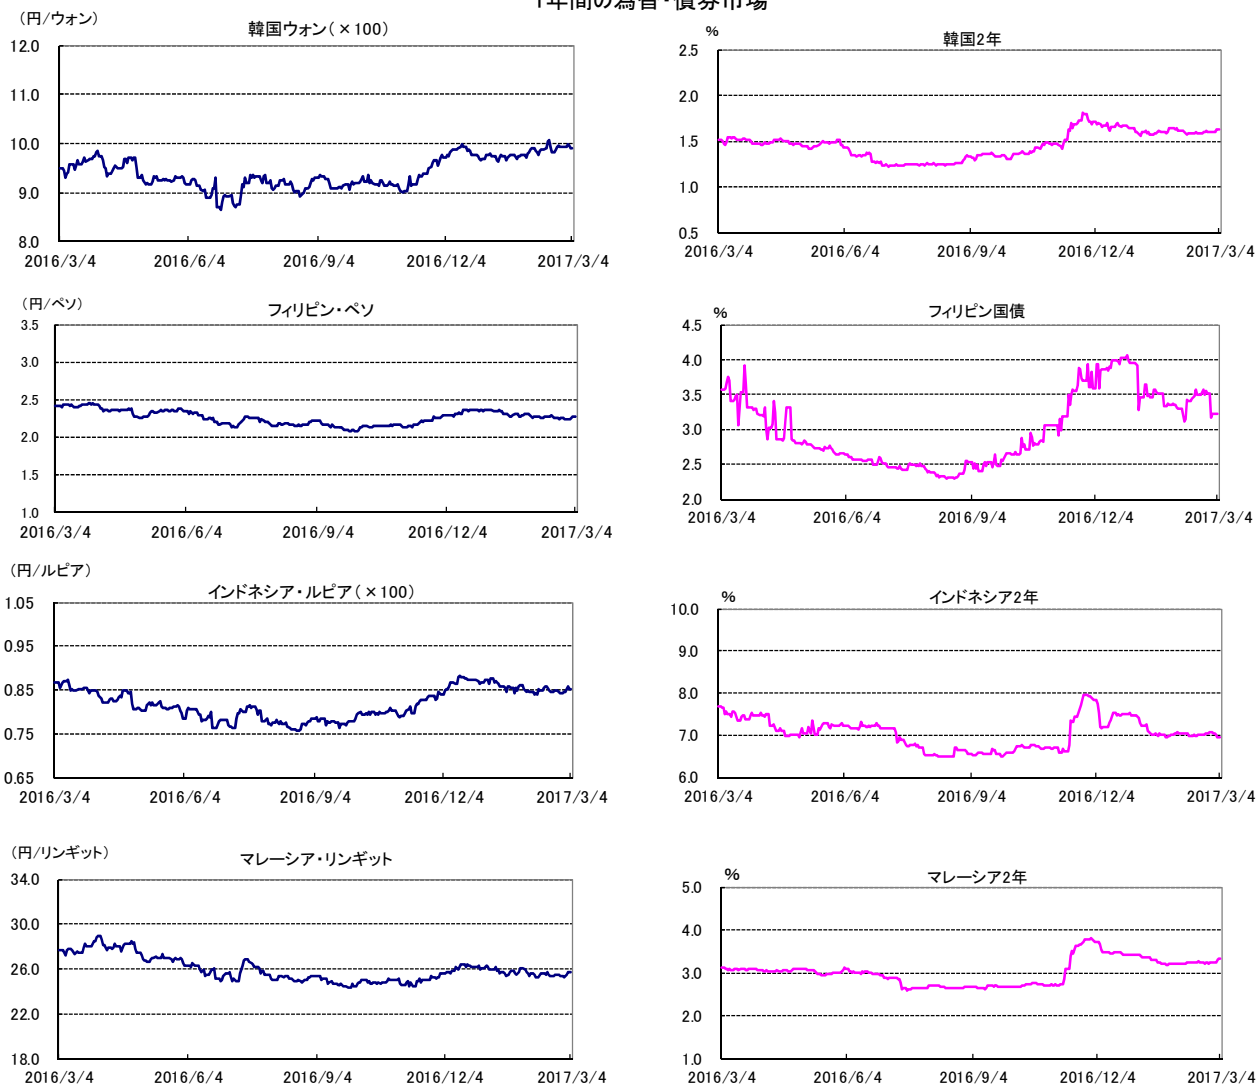 1年間の為替・債券市場
(円/ウォン)
韓国ウォン(×100)
12.0
11.0
10.0
9.0
8.0
2016/3/4 2016/6/4 2016/9/4 2016/12/4 2017/3/4
%
韓国2年
2.5
2.0
1.5
1.0
0.5
2016/3/4 2016/6/4 2016/9/4 2016/12/4 2017/3/4
(円/ペソ)
フィリピン・ペソ
3.5
3.0
2.5
2.0
1.5
1.0
2016/3/4 2016/6/4 2016/9/4 2016/12/4 2017/3/4
%
フィリピン国債
4.5
4.0
3.5
3.0
2.5
2.0
2016/3/4 2016/6/4 2016/9/4 2016/12/4 2017/3/4
(円/ルピア)
インドネシア・ルピア(×100)
1.05
0.95
0.85
0.75
0.65
2016/3/4 2016/6/4 2016/9/4 2016/12/4 2017/3/4
%
インドネシア2年
10.0
9.0
8.0
7.0
6.0
2016/3/4 2016/6/4 2016/9/4 2016/12/4 2017/3/4
(円/リンギット)
マレーシア・リンギット
34.0
30.0
26.0
22.0
18.0
2016/3/4 2016/6/4 2016/9/4 2016/12/4 2017/3/4
%
マレーシア2年
5.0
4.0
3.0
2.0
1.0
2016/3/4 2016/6/4 2016/9/4 2016/12/4 2017/3/4